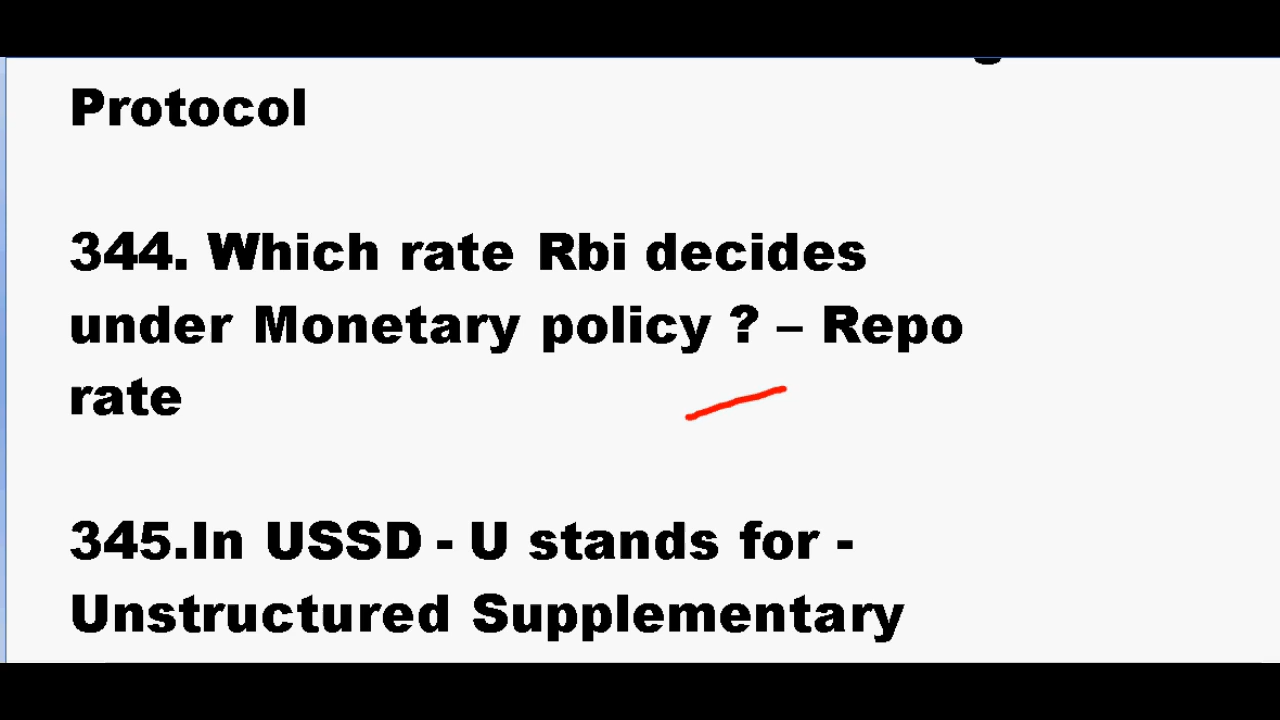 Protocol
344. Which rate Rbi decides
under Monetary policy ? – Repo
rate
345.In USSD - U stands for -
Unstructured Supplementary